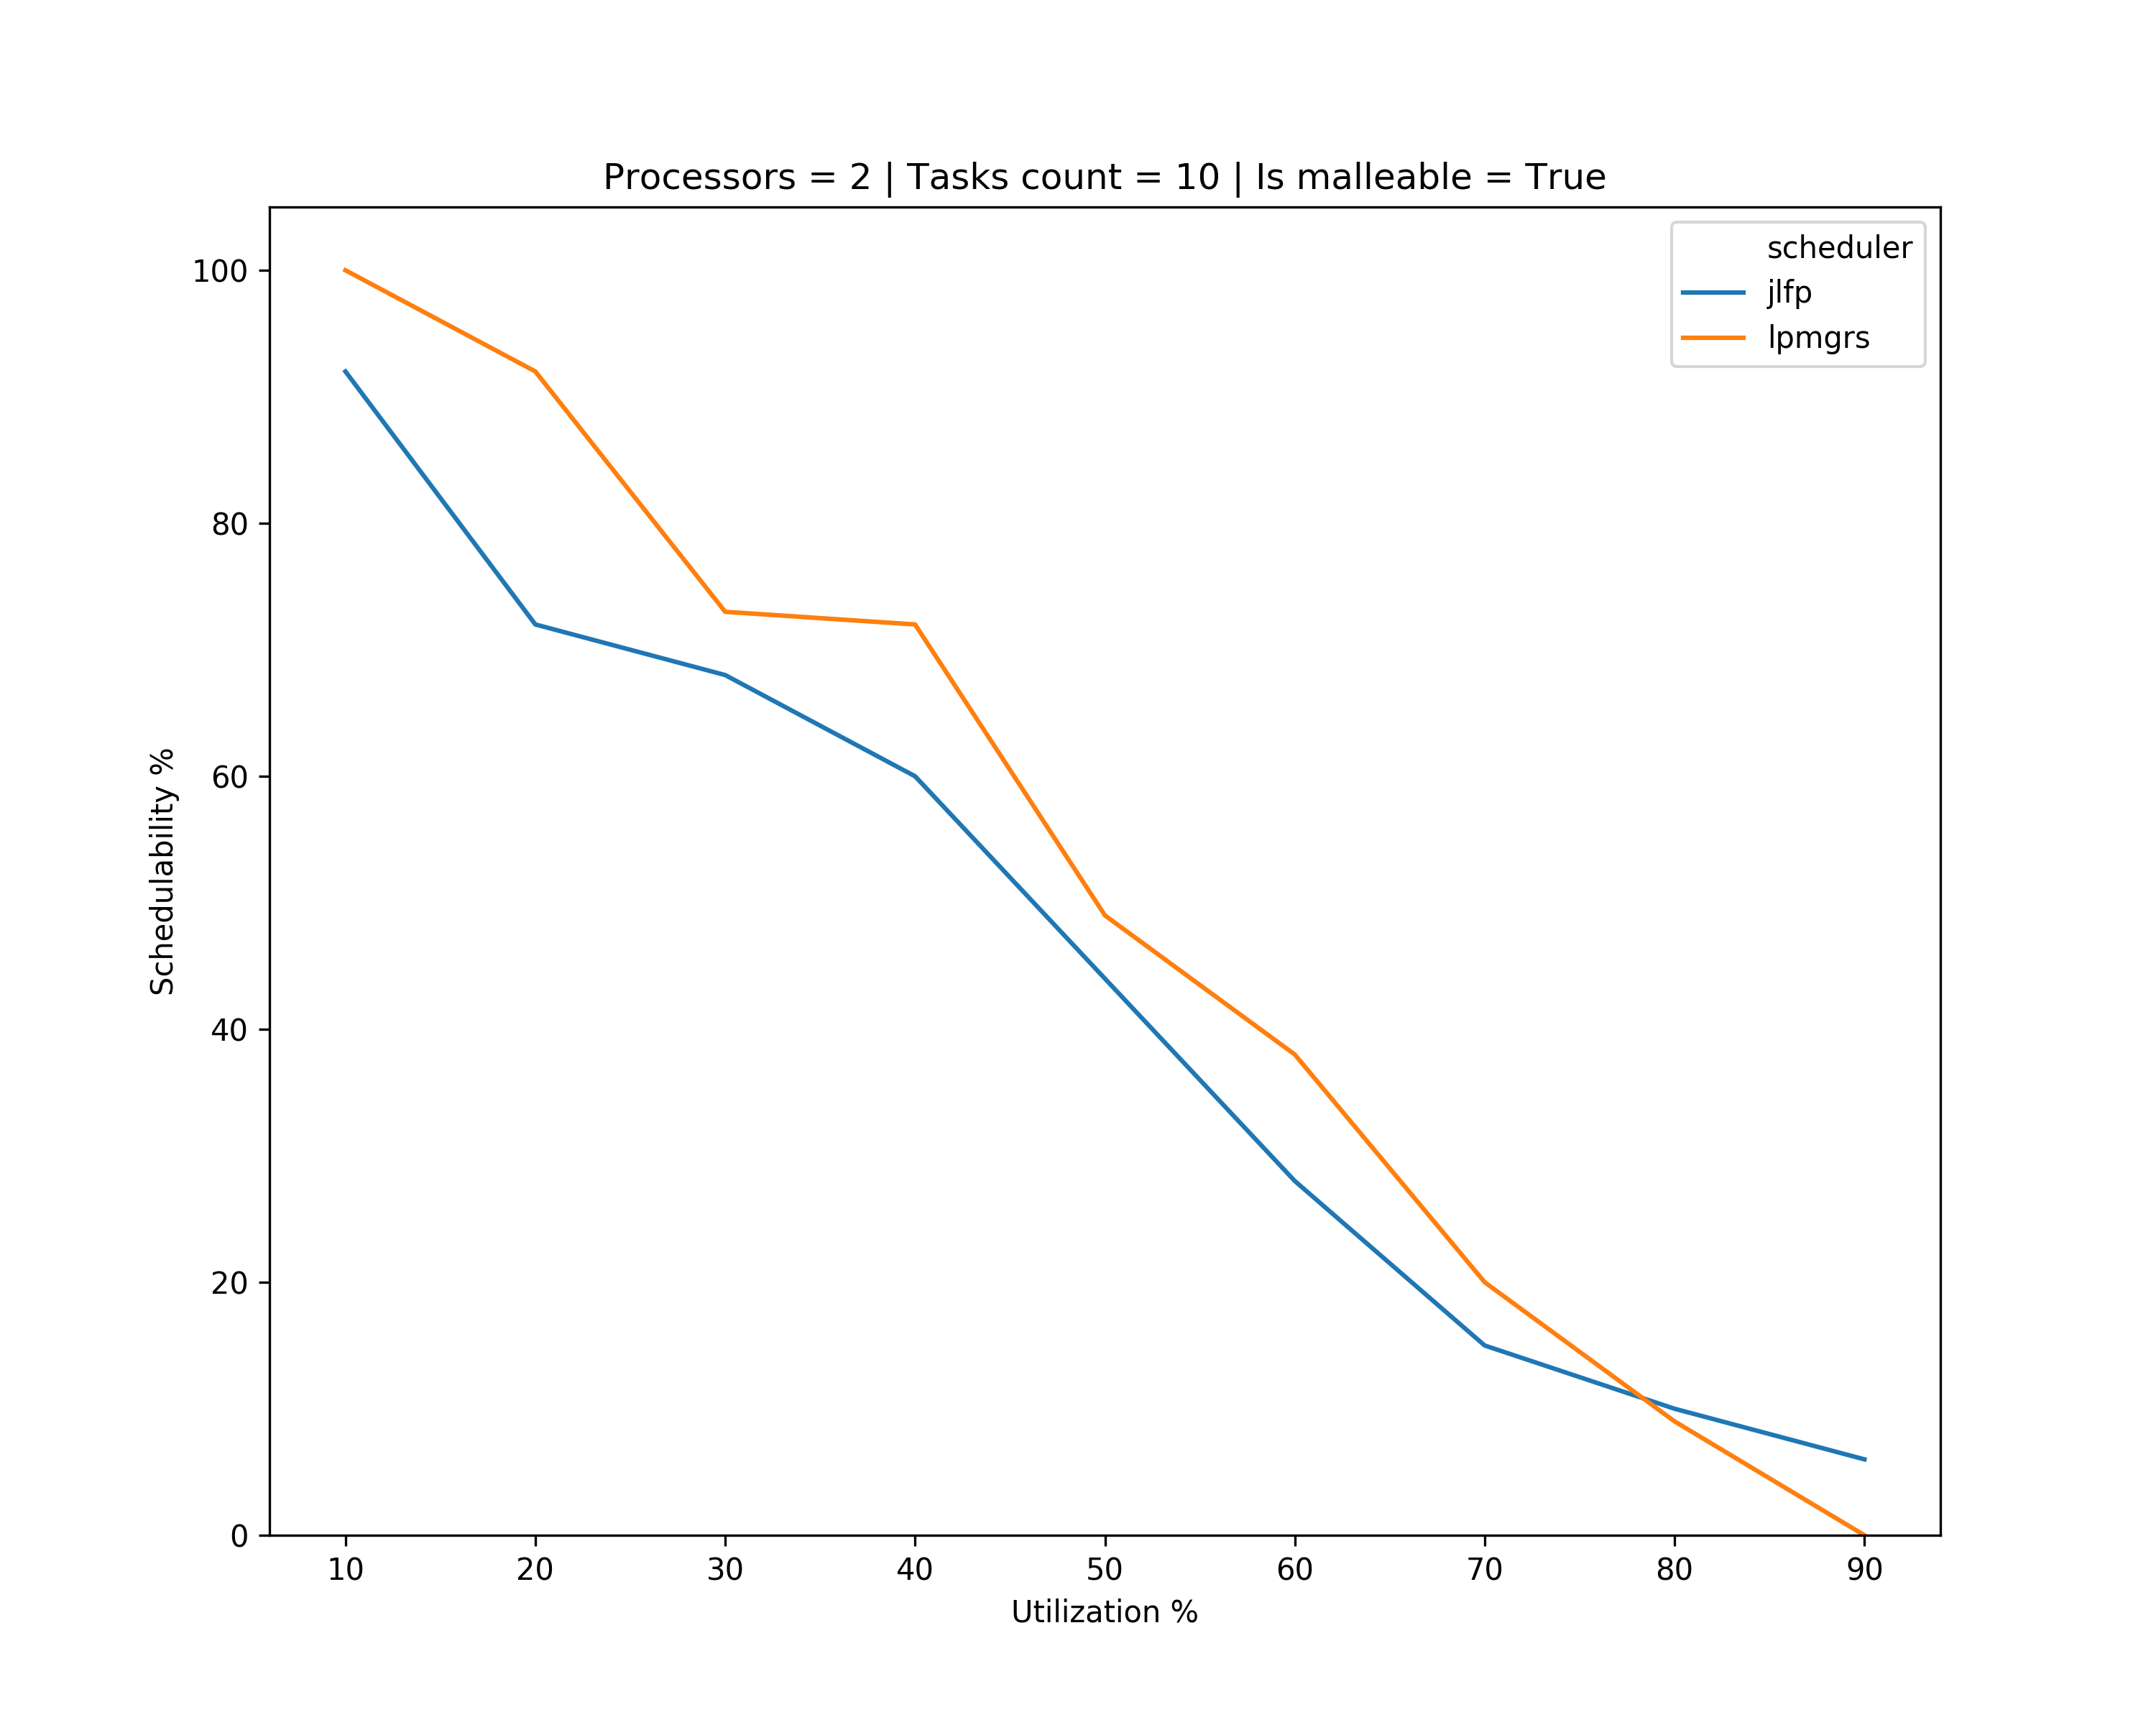 Processors = 2 | Tasks count = 10 | Is malleable = True
scheduler
jlfp
lpmgrs
Schedulability %
100
80
60
40
20
0
10 20 30 40 50 60 70 80 90
Utilization %